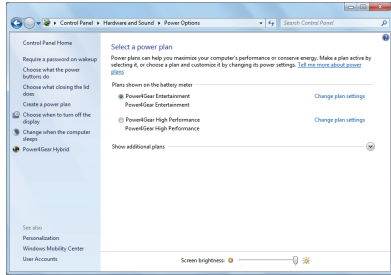 Control Panel ▸ Hardware and Sound ▸ Power Options
Search Control Panel
Control Panel Home
Require a password on wakeup
Choose what the power
buttons do
Choose what closing the lid
does
Create a power plan
Choose when to turn off the
display
Change when the computer
sleeps
Power4Gear Hybrid
See also
Personalization
Windows Mobility Center
User Accounts
Select a power plan
Power plans can help you maximize your computer's performance or conserve energy. Make a plan active by
selecting it, or choose a plan and customize it by changing its power settings. Tell me more about power
plans
Plans shown on the battery meter
Power4Gear Entertainment
Change plan settings
Power4Gear Entertainment
Power4Gear High Performance
Change plan settings
Power4Gear High Performance
Show additional plans
Screen brightness: